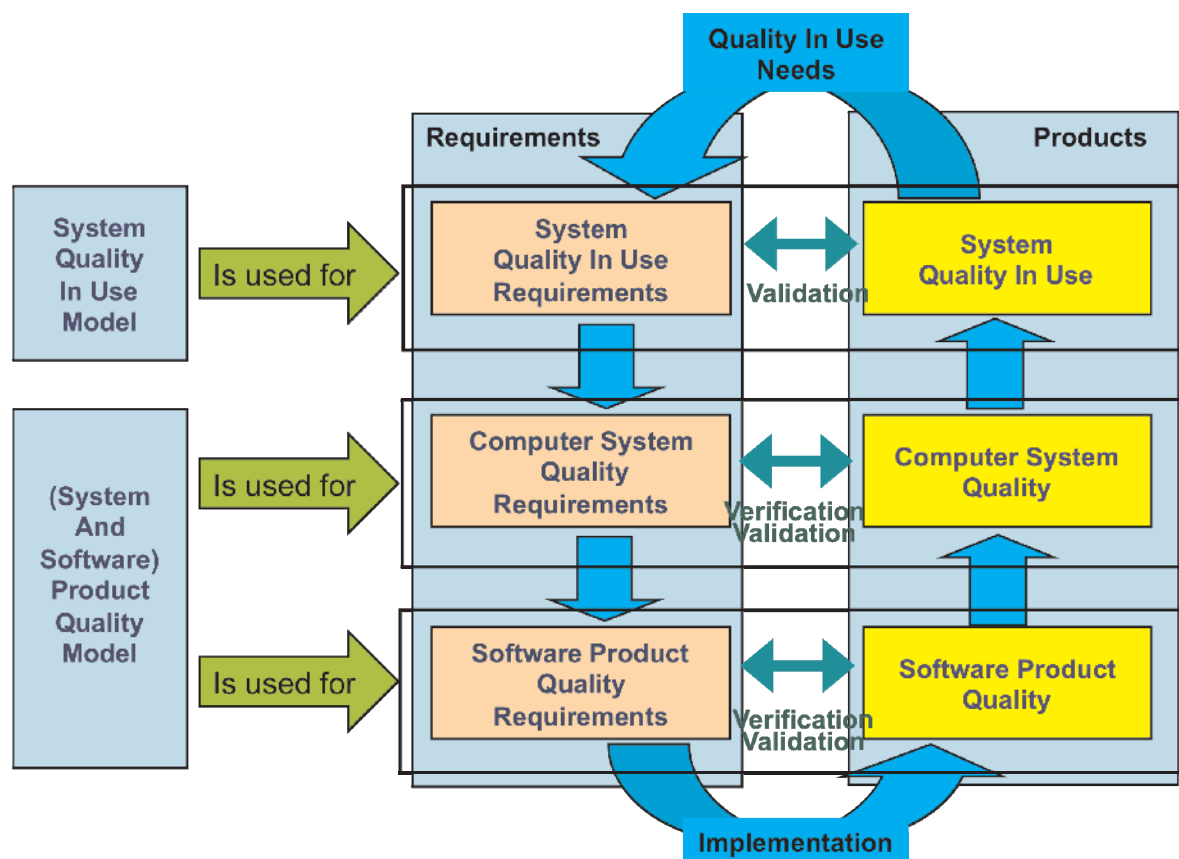 Quality In Use
Needs
Requirements
Products
System
Quality
In Use
Model
Is used for
System
Quality In Use
Requirements
Validation
System
Quality In Use
(System
And
Software)
Product
Quality
Model
Is used for
Computer System
Quality
Requirements
Verification
Validation
Computer System
Quality
Is used for
Software Product
Quality
Requirements
Verification
Validation
Software Product
Quality
Implementation